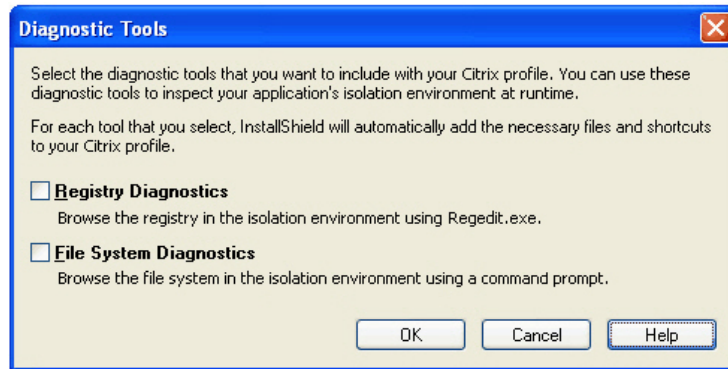 Diagnostic Tools
Select the diagnostic tools that you want to include with your Citrix profile. You can use these
diagnostic tools to inspect your application's isolation environment at runtime.
For each tool that you select, InstallShield will automatically add the necessary files and shortcuts
to your Citrix profile.
Registry Diagnostics
Browse the registry in the isolation environment using Regedit.exe.
File System Diagnostics
Browse the file system in the isolation environment using a command prompt.
OK Cancel Help